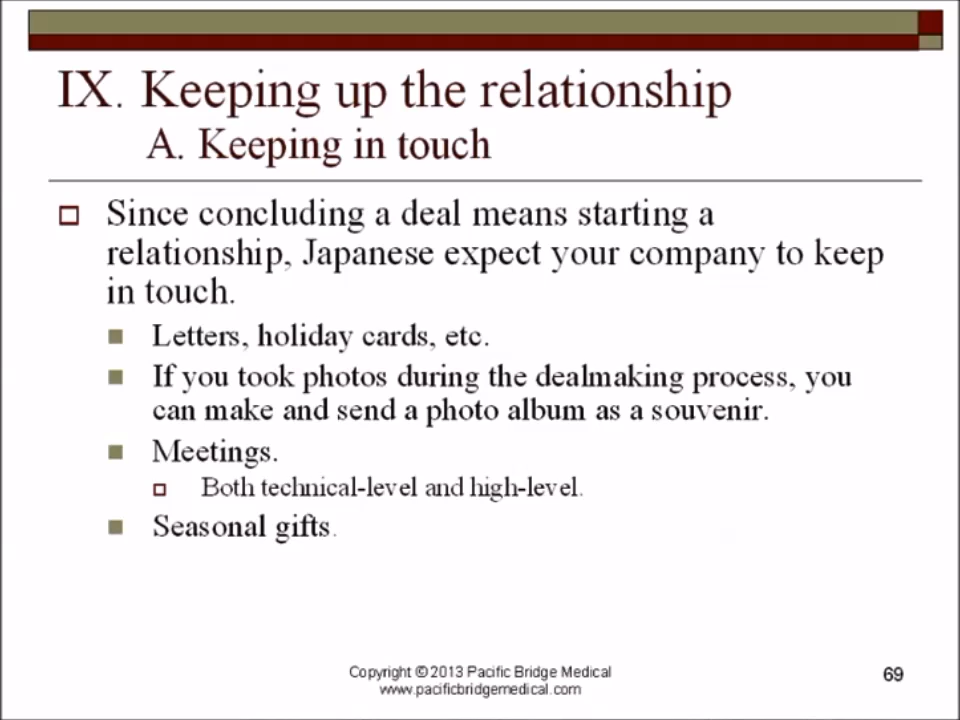 IX. Keeping up the relationship
A. Keeping in touch
Since concluding a deal means starting a
relationship, Japanese expect your company to keep
in touch.
Letters, holiday cards, etc.
If you took photos during the dealmaking process, you
can make and send a photo album as a souvenir.
Meetings.
Both technical-level and high-level.
Seasonal gifts.
Copyright © 2013 Pacific Bridge Medical
www.pacificbridgemedical.com
69